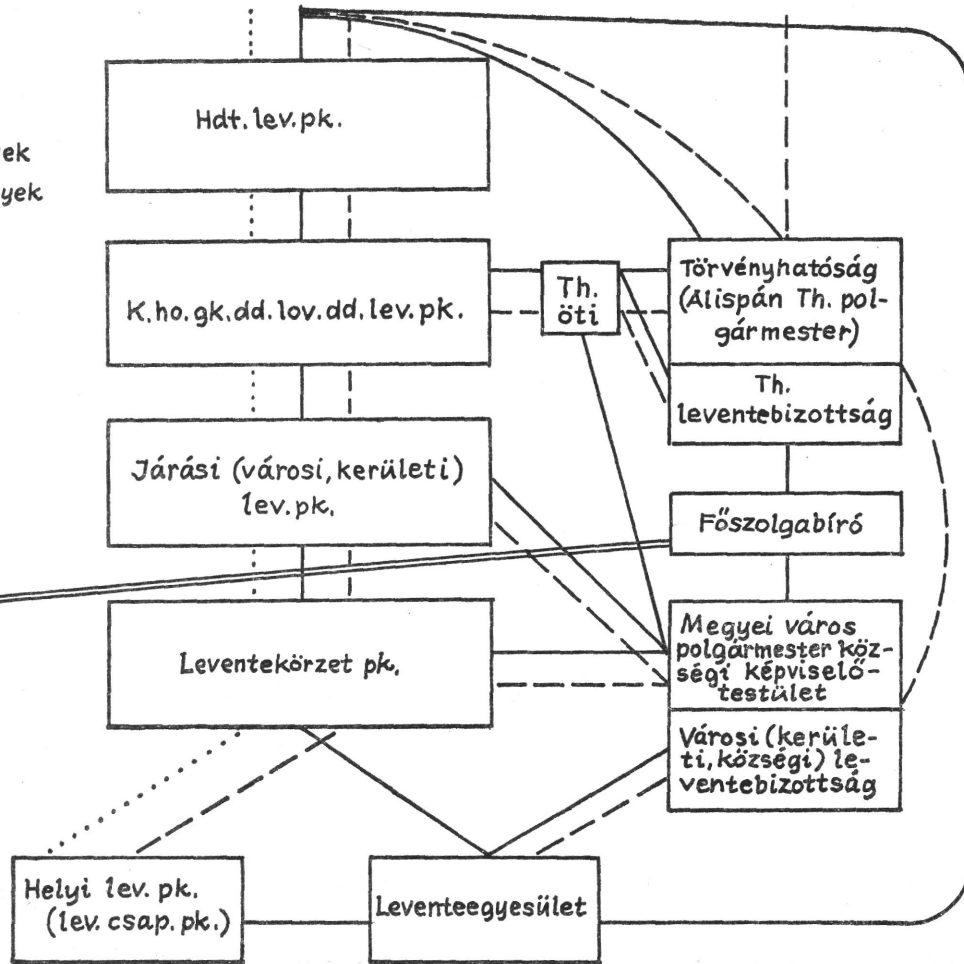 ek
yek
Hdt. lev. pk.
K. ho. gk. dd. lov. dd. lev. pk.
Th.
öti
Törvényhatóság
(Alispán Th. pol-
gármester)
Th.
leventebizottság
Járási (városi, kerületi)
lev. pk.
Főszolgabíró
Leventekörzet pk.
Megyei város
polgármester köz-
ségi képviselő-
testület
Városi (kerüle-
ti, községi) le-
ventebizottság
Helyi lev. pk.
(lev. csap. pk.)
Leventeegyesület